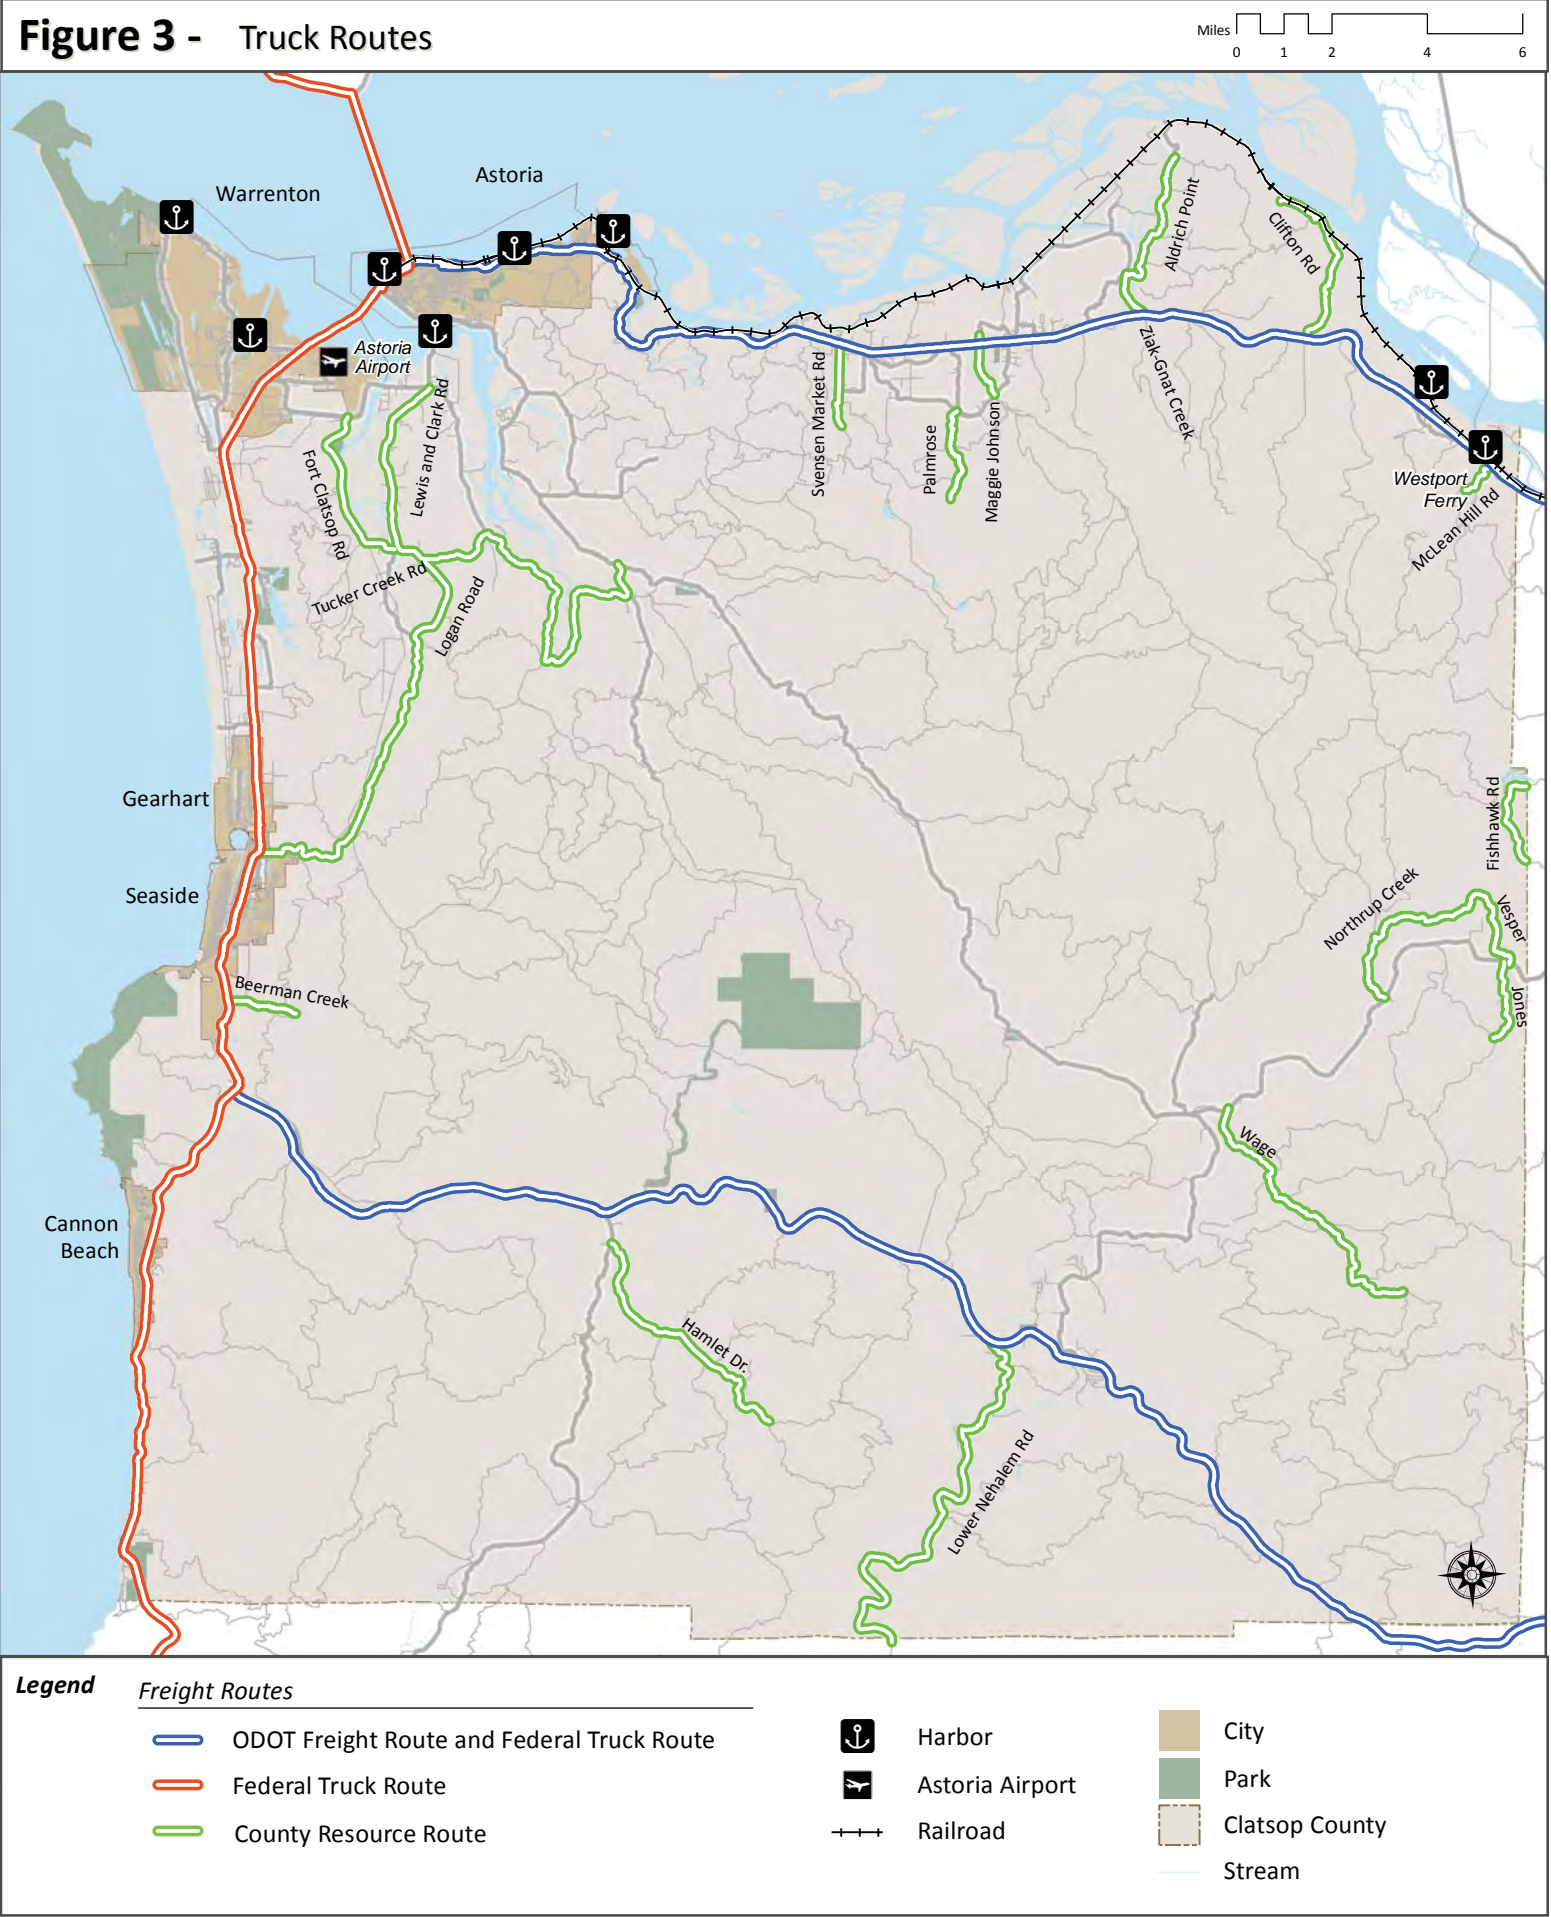 Figure 3 - Truck Routes
Miles
0 1 2 4 6
Astoria
Warrenton
Aldrich Point
Clifton Rd
Astoria
Airport
Ziak-Gnat Creek
Svensen Market Rd
Lewis and Clark Rd
Maggie Johnson
Palmrose
Fort Clatsop Rd
Westport
Ferry
McLean Hill Rd
Tucker Creek Rd
Logan Road
Gearhart
Fishhawk Rd
Seaside
Northrup Creek
Vesper
Beerman Creek
Jones
Wage
Cannon
Beach
Hamlet Dr.
Lower Nehalem Rd
Legend
Freight Routes
ODOT Freight Route and Federal Truck Route
Federal Truck Route
County Resource Route
Harbor
Astoria Airport
Railroad
City
Park
Clatsop County
Stream